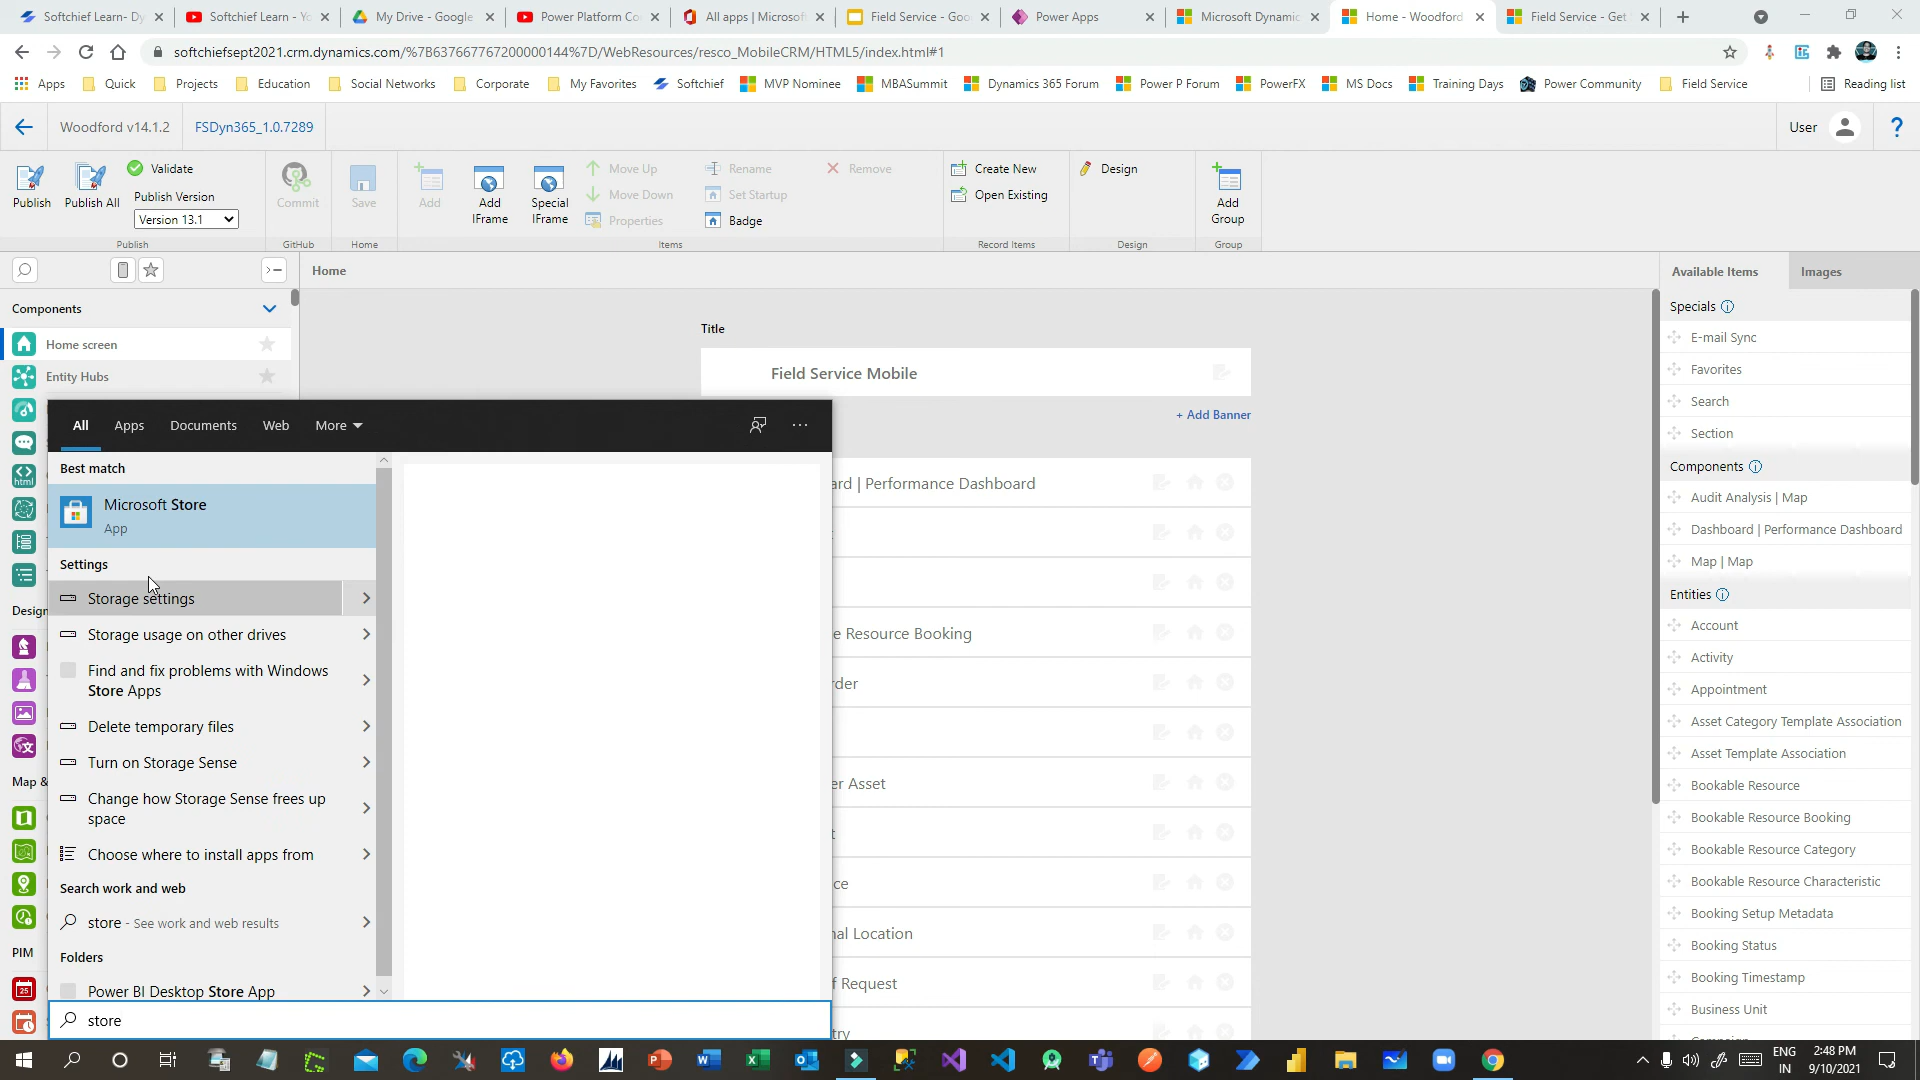 Softchief Learn- Dy
Softchief Learn - Yo
My Drive - Google
Power Platform Co
All apps | Microsof
Field Service - Goo
Power Apps
Microsoft Dynamic
Home - Woodford
Field Service - Get
softchiefsept2021.crm.dynamics.com/%7B637667767200000144%7D/WebResources/resco_MobileCRM/HTML5/index.html#1
Apps
Quick
Projects
Education
Social Networks
Corporate
My Favorites
Softchief
MVP Nominee
MBASummit
Dynamics 365 Forum
Power P Forum
PowerFX
MS Docs
Training Days
Power Community
Field Service
Reading list
Woodford v14.1.2
FSDyn365_1.0.7289
User
?
Publish
Publish All
Validate
Publish Version
Version 13.1
Publish
Commit
GitHub
Save
Home
Add
Add
IFrame
Special
IFrame
Move Up
Move Down
Properties
Rename
Set Startup
Badge
Remove
Items
Create New
Open Existing
Record Items
Design
Design
Add
Group
Group
Home
Available Items
Images
Components
Home screen
Entity Hubs
Title
Field Service Mobile
+ Add Banner
Specials
E-mail Sync
Favorites
Search
Section
Components
Audit Analysis | Map
Dashboard | Performance Dashboard
Map | Map
Entities
Account
Activity
Appointment
Asset Category Template Association
Asset Template Association
Bookable Resource
Bookable Resource Booking
Bookable Resource Category
Bookable Resource Characteristic
Booking Setup Metadata
Booking Status
Booking Timestamp
Business Unit
ard | Performance Dashboard
e Resource Booking
rder
er Asset
t
ce
nal Location
f Request
try
html
Design
Map &
PIM
25
All
Apps
Documents
Web
More
Best match
Microsoft Store
App
Settings
Storage settings
Storage usage on other drives
Find and fix problems with Windows
Store Apps
Delete temporary files
Turn on Storage Sense
Change how Storage Sense frees up
space
Choose where to install apps from
Search work and web
store - See work and web results
Folders
Power BI Desktop Store App
store
ENG
IN
2:48 PM
9/10/2021